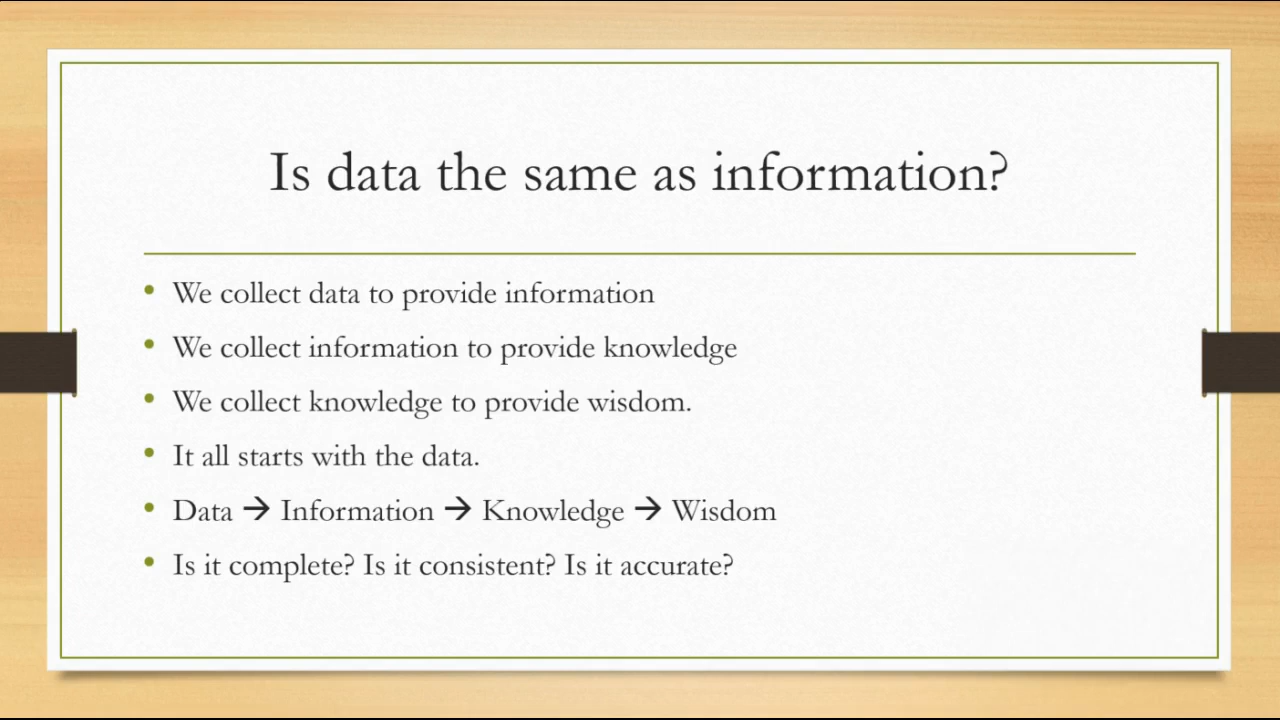 Is data the same as information?
• We collect data to provide information
• We collect information to provide knowledge
• We collect knowledge to provide wisdom.
• It all starts with the data.
• Data → Information → Knowledge → Wisdom
• Is it complete? Is it consistent? Is it accurate?